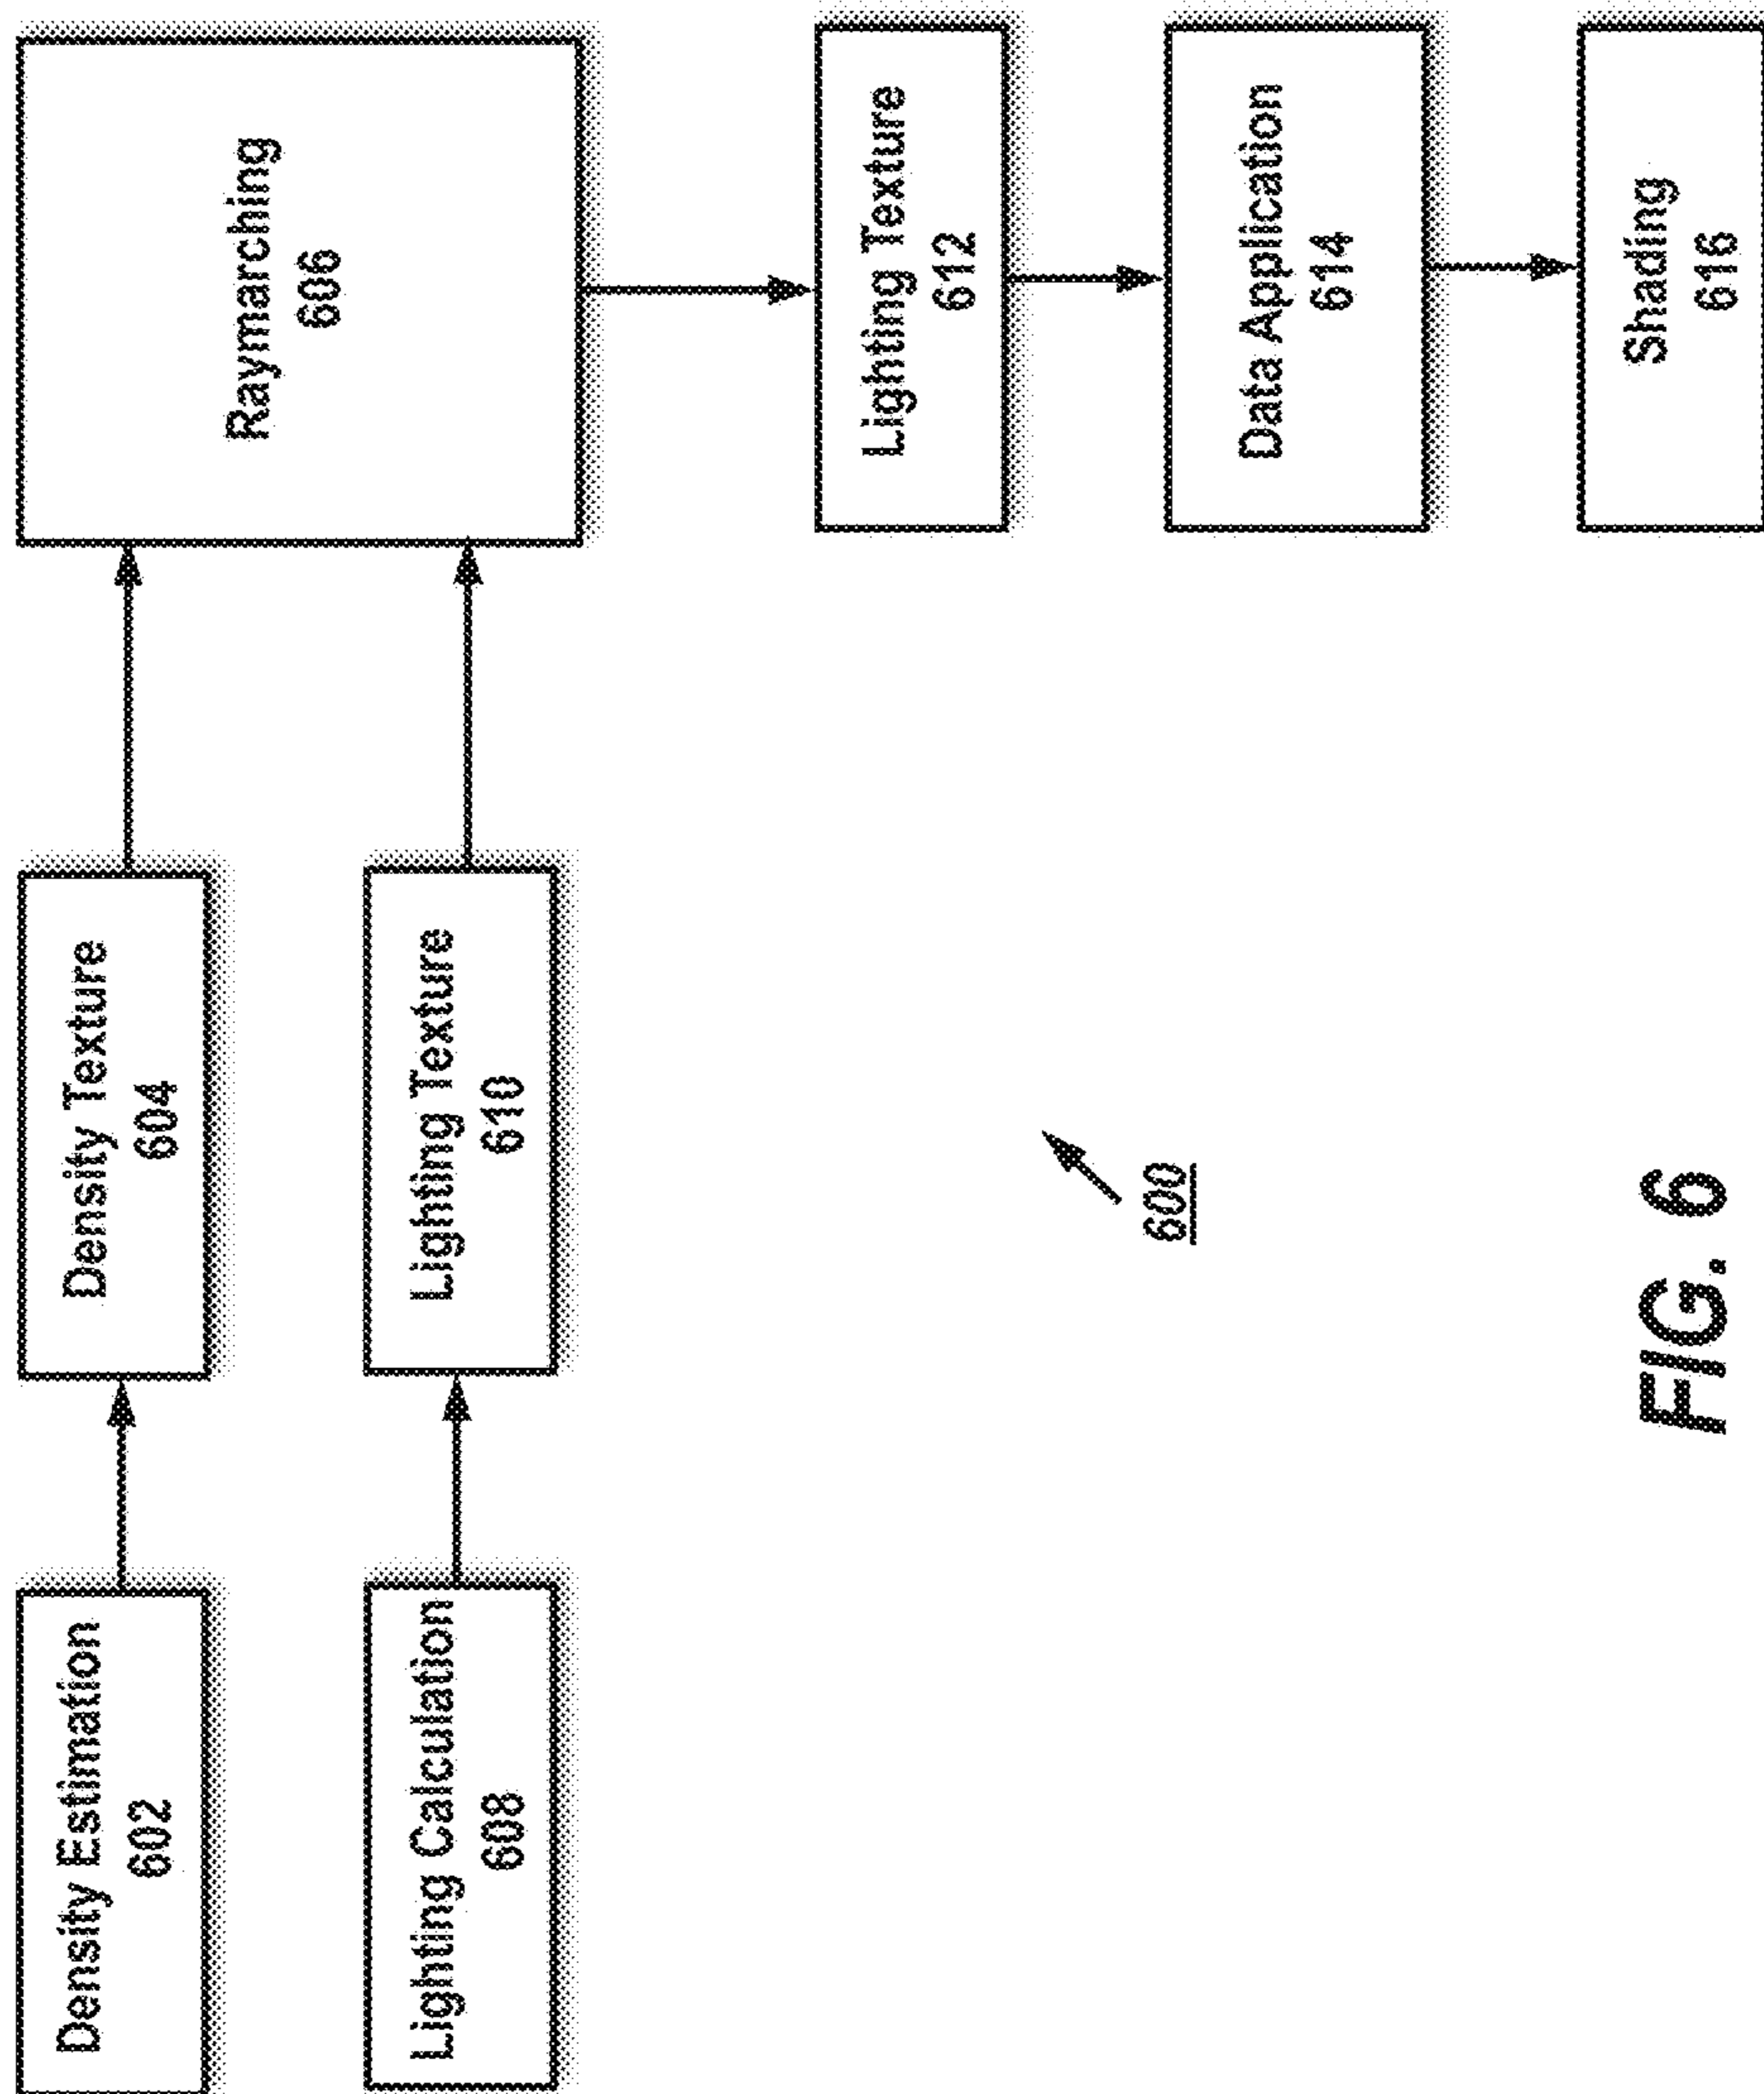 Density Estimation
602
Density Texture
604
Raymarching
606
Lighting Calculation
608
Lighting Texture
610
Lighting Texture
612
Data Application
614
Shading
616
600
FIG. 6